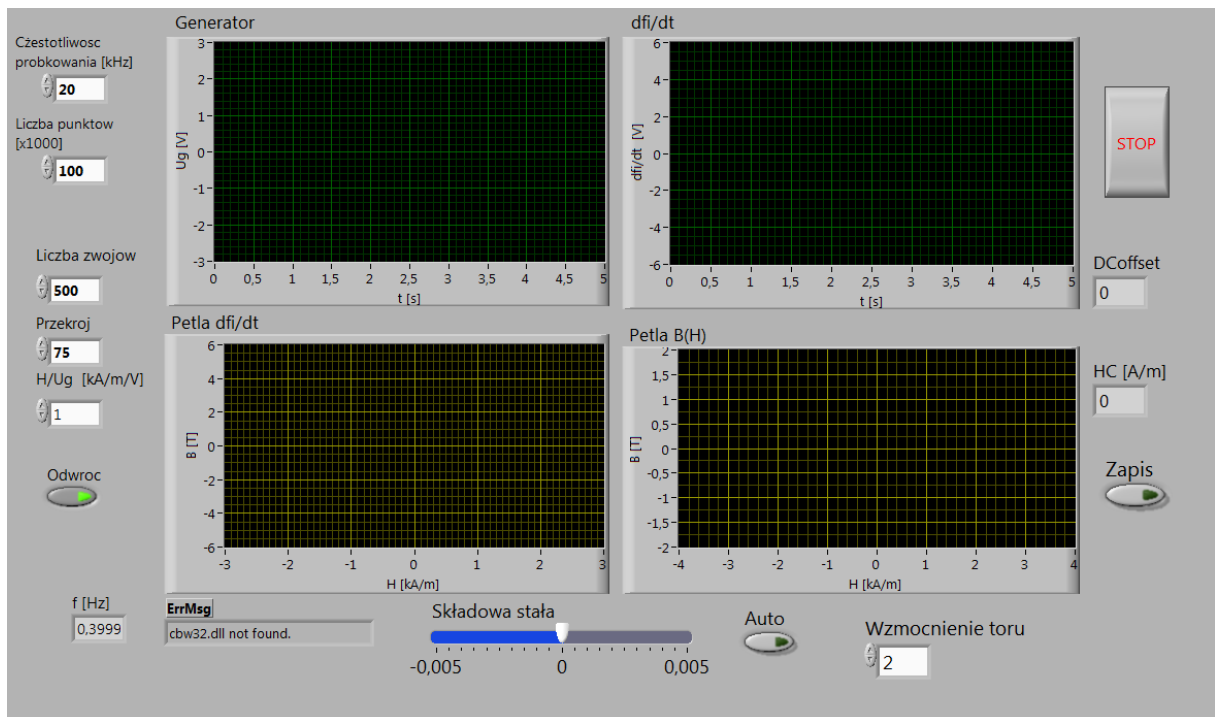 Generator
dfi/dt
Cżestotliwosc
probkowania [kHz]
20
Liczba punktow
[x1000]
100
Ug [V]
3
2
1
0
-1
-2
-3
0 0,5 1 1,5 2 2,5 3 3,5 4 4,5 5
t [s]
dfi/dt [V]
6
4
2
0
-2
-4
-6
0 0,5 1 1,5 2 2,5 3 3,5 4 4,5 5
t [s]
STOP
Liczba zwojow
500
Przekroj
75
H/Ug [kA/m/V]
1
Odwroc
DCoffset
0
HC [A/m]
0
Zapis
Petla dfi/dt
B [T]
6
4
2
0
-2
-4
-6
-3 -2 -1 0 1 2 3
H [kA/m]
Petla B(H)
B [T]
2
1,5
1
0,5
0
-0,5
-1
-1,5
-2
-4 -3 -2 -1 0 1 2 3 4
H [kA/m]
f [Hz]
0,3999
ErrMsg
cbw32.dll not found.
Składowa stała
-0,005 0 0,005
Auto
Wzmocnienie toru
2